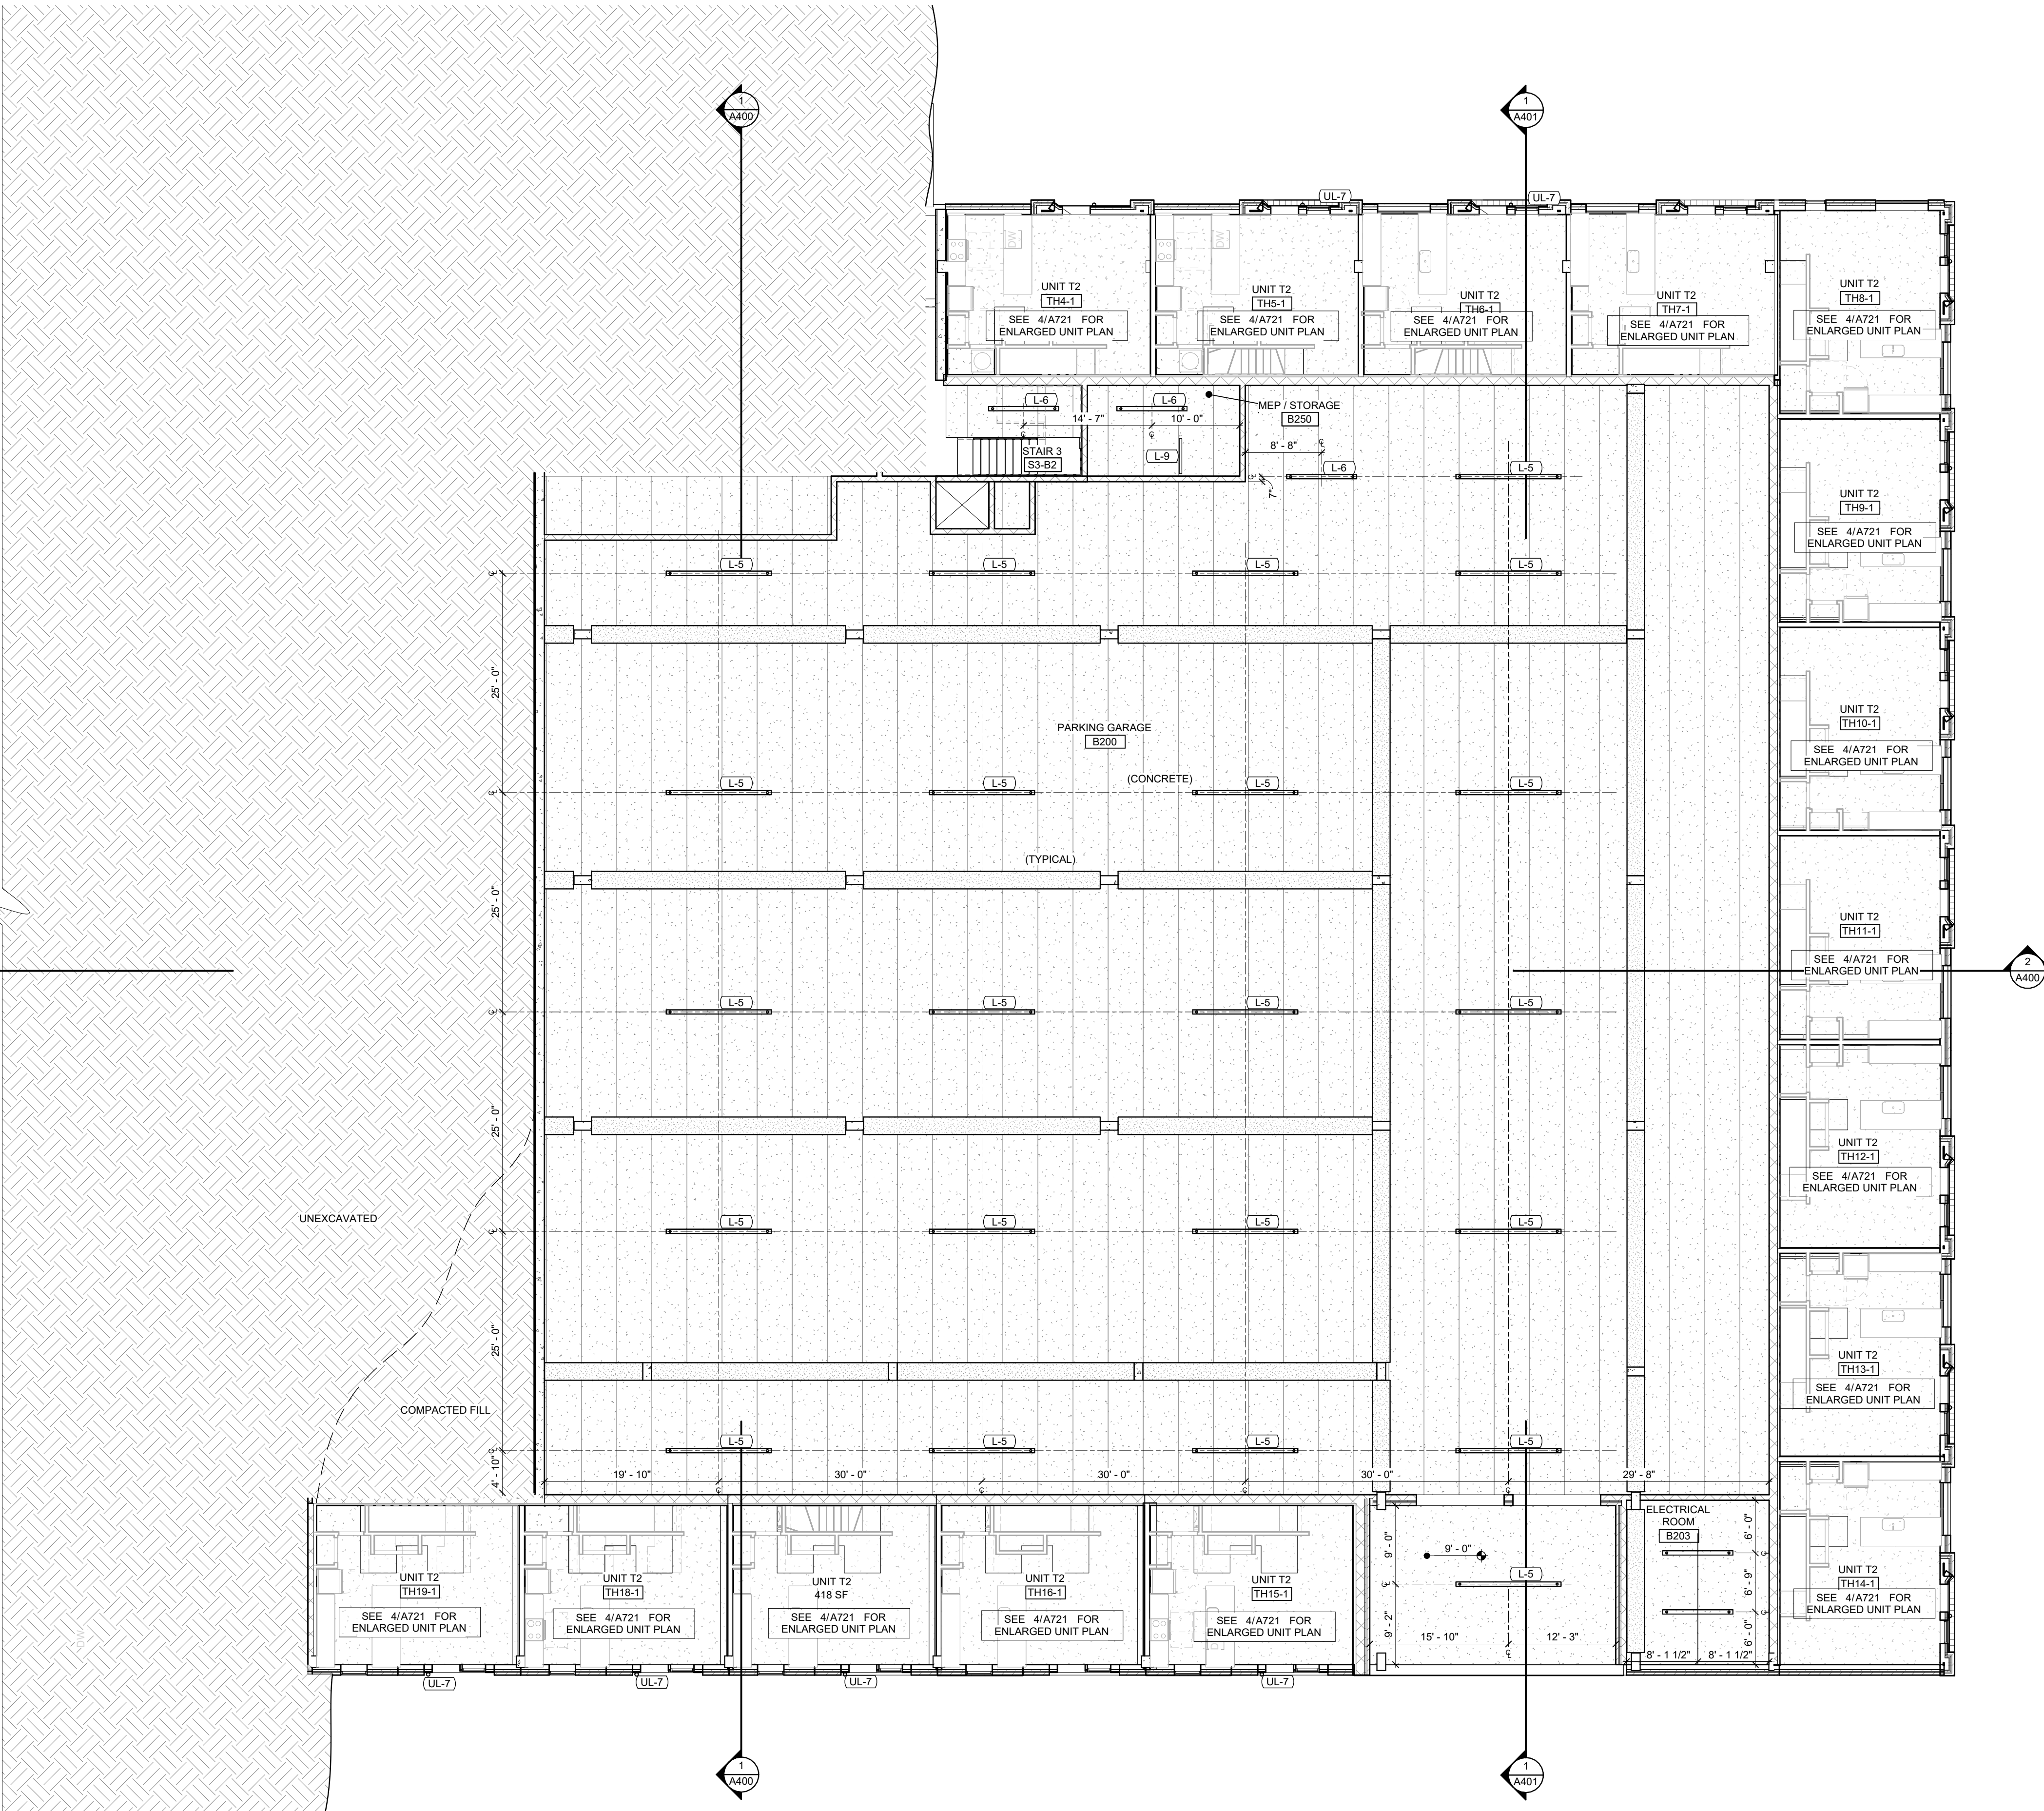 1
A400
1
A401
UL-7
UL-7
DW
DW
UNIT T2
TH4-1
SEE 4/A721 FOR
ENLARGED UNIT PLAN
UNIT T2
TH5-1
SEE 4/A721 FOR
ENLARGED UNIT PLAN
UNIT T2
TH6-1
SEE 4/A721 FOR
ENLARGED UNIT PLAN
UNIT T2
TH7-1
SEE 4/A721 FOR
ENLARGED UNIT PLAN
UNIT T2
TH8-1
SEE 4/A721 FOR
ENLARGED UNIT PLAN
L-6
14' - 7"
L-6
10' - 0"
MEP / STORAGE
B250
STAIR 3
S3-B2
L-9
8' - 8"
L-6
7"
L-5
UNIT T2
TH9-1
SEE 4/A721 FOR
ENLARGED UNIT PLAN
L-5
L-5
L-5
L-5
25' - 0"
PARKING GARAGE
B200
(CONCRETE)
UNIT T2
TH10-1
SEE 4/A721 FOR
ENLARGED UNIT PLAN
L-5
L-5
L-5
L-5
(TYPICAL)
25' - 0"
UNIT T2
TH11-1
SEE 4/A721 FOR
ENLARGED UNIT PLAN
2
A400
L-5
L-5
L-5
L-5
25' - 0"
UNIT T2
TH12-1
SEE 4/A721 FOR
ENLARGED UNIT PLAN
UNEXCAVATED
L-5
L-5
L-5
L-5
25' - 0"
UNIT T2
TH13-1
SEE 4/A721 FOR
ENLARGED UNIT PLAN
COMPACTED FILL
L-5
L-5
L-5
L-5
4' - 10"
19' - 10"
30' - 0"
30' - 0"
30' - 0"
29' - 8"
ELECTRICAL
ROOM
B203
6' - 0"
6' - 9"
6' - 0"
8' - 1 1/2"
8' - 1 1/2"
9' - 0"
9' - 0"
L-5
9' - 2"
15' - 10"
12' - 3"
UNIT T2
TH19-1
SEE 4/A721 FOR
ENLARGED UNIT PLAN
UNIT T2
TH18-1
SEE 4/A721 FOR
ENLARGED UNIT PLAN
UNIT T2
418 SF
SEE 4/A721 FOR
ENLARGED UNIT PLAN
UNIT T2
TH16-1
SEE 4/A721 FOR
ENLARGED UNIT PLAN
UNIT T2
TH15-1
SEE 4/A721 FOR
ENLARGED UNIT PLAN
UNIT T2
TH14-1
SEE 4/A721 FOR
ENLARGED UNIT PLAN
DW
UL-7
UL-7
UL-7
UL-7
1
A400
1
A401